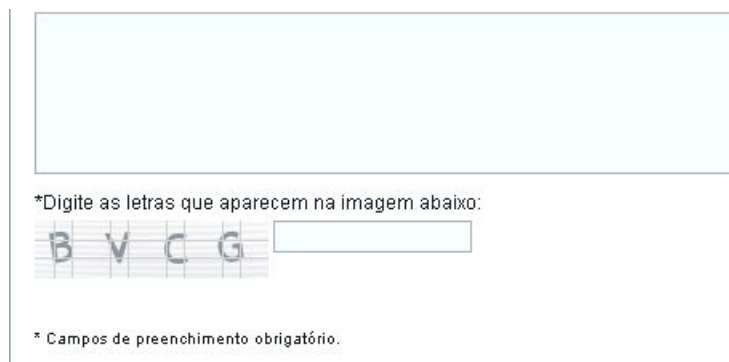 *Digite as letras que aparecem na imagem abaixo:
B V C G
* Campos de preenchimento obrigatório.